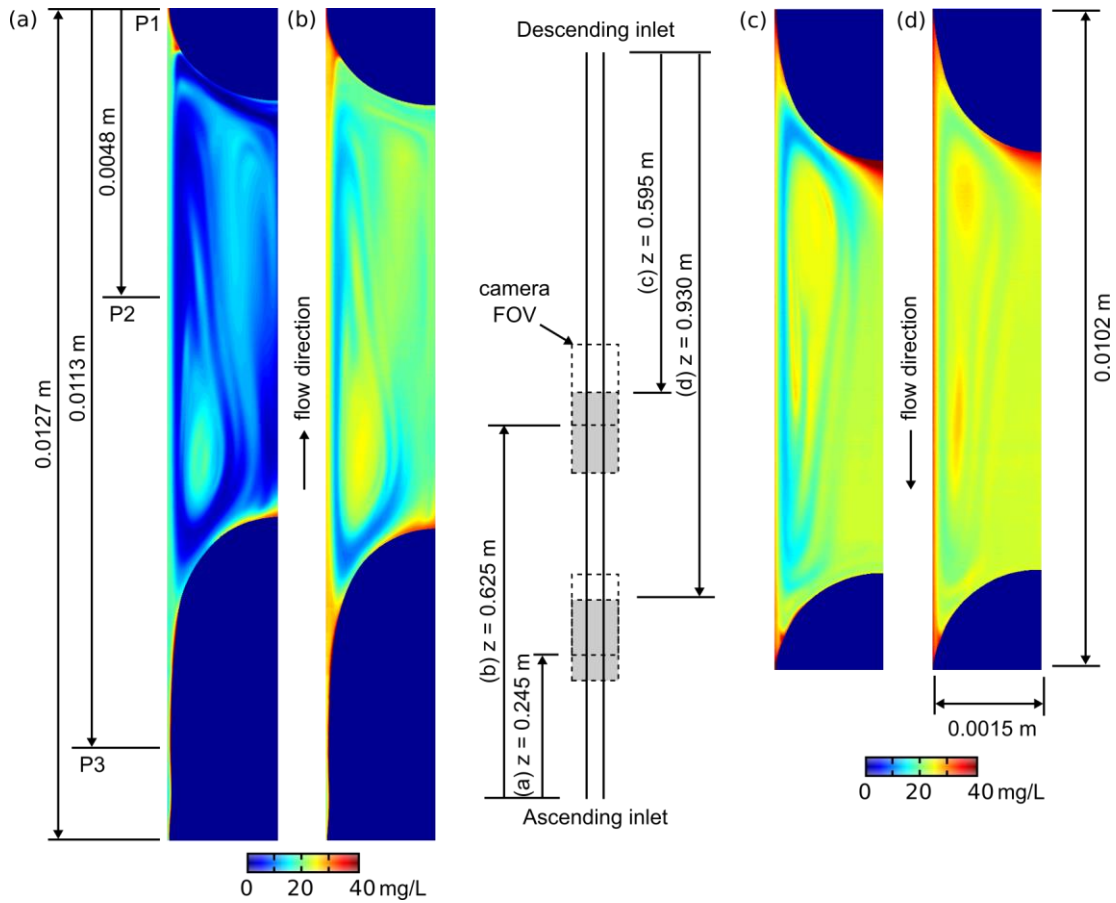 (a)
P1
(b)
0.0127 m
0.0113 m
0.0048 m
P2
P3
flow direction
0
20
40 mg/L
Descending inlet
camera
FOV
(c) z = 0.595 m
(d) z = 0.930 m
(b) z = 0.625 m
(a) z = 0.245 m
Ascending inlet
(c)
(d)
flow direction
0.0102 m
0.0015 m
0
20
40 mg/L